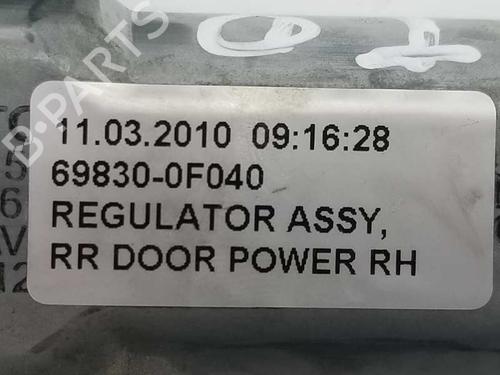 11.03.2010 09:16:28
69830-0F040
REGULATOR ASSY,
RR DOOR POWER RH
B-PARTS